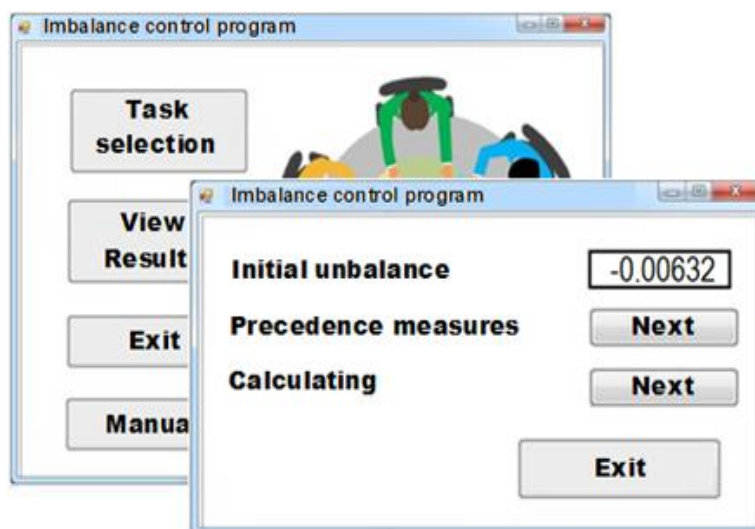 Imbalance control program
Task
selection
View
Result
Exit
Manua
Imbalance control program
Initial unbalance -0.00632
Precedence measures Next
Calculating Next
Exit